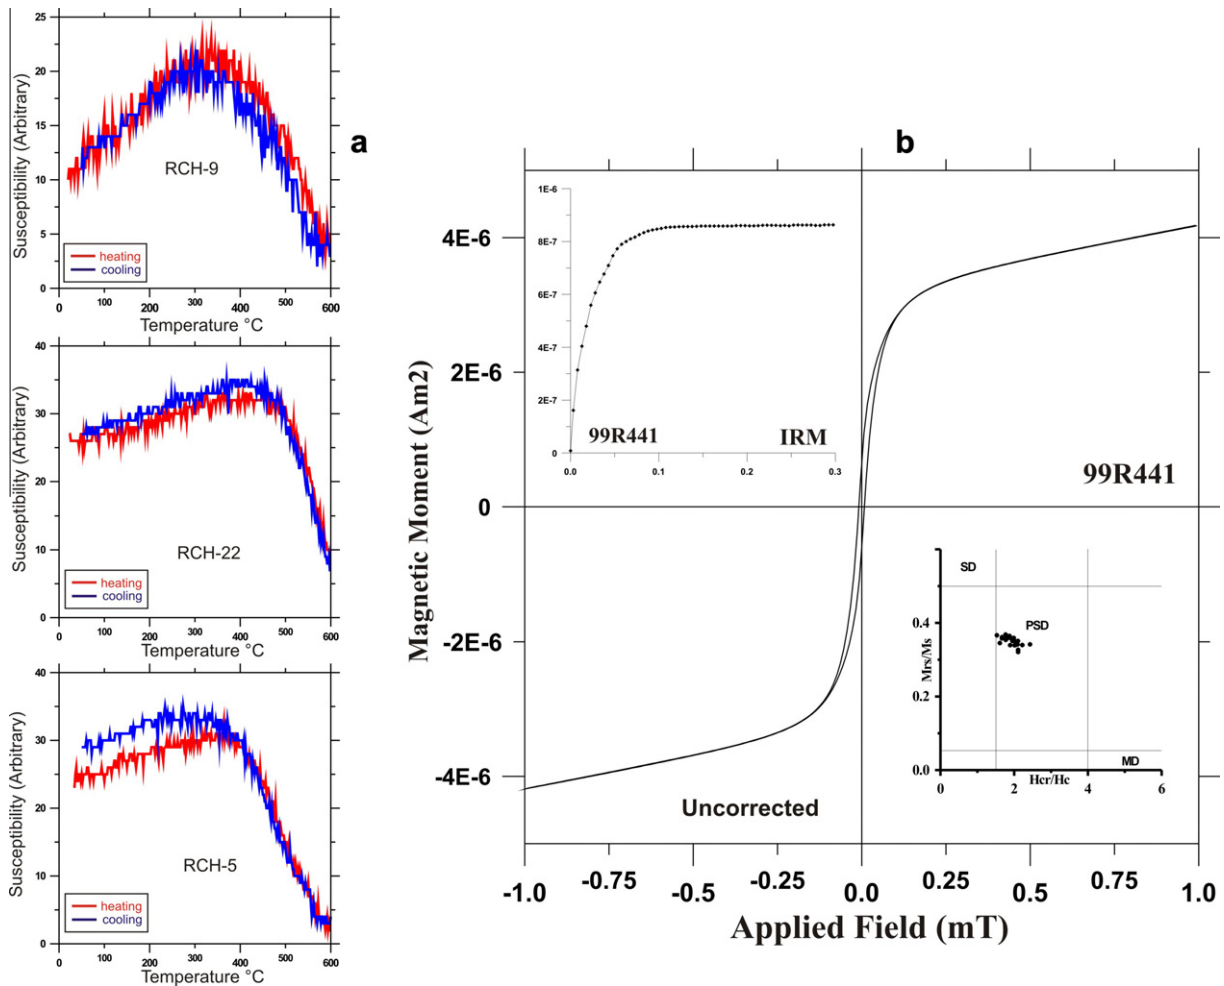 25
20
15
10
5
0
Susceptibility (Arbitrary)
RCH-9
heating
cooling
0 100 200 300 400 500 600
Temperature °C
a
40
30
20
10
0
Susceptibility (Arbitrary)
RCH-22
heating
cooling
0 100 200 300 400 500 600
Temperature °C
40
30
20
10
0
Susceptibility (Arbitrary)
RCH-5
heating
cooling
0 100 200 300 400 500 600
Temperature °C
b
4E-6
2E-6
0
-2E-6
-4E-6
Magnetic Moment (Am2)
1E-6
8E-7
6E-7
4E-7
2E-7
0
99R441 IRM
0.0 0.1 0.2 0.3
99R441
SD
PSD
MD
0.4
0.2
0.0
Mrs/Ms
0 2 4 6
Hcr/Hc
Uncorrected
-1.0 -0.75 -0.5 -0.25 0.0 0.25 0.5 0.75 1.0
Applied Field (mT)